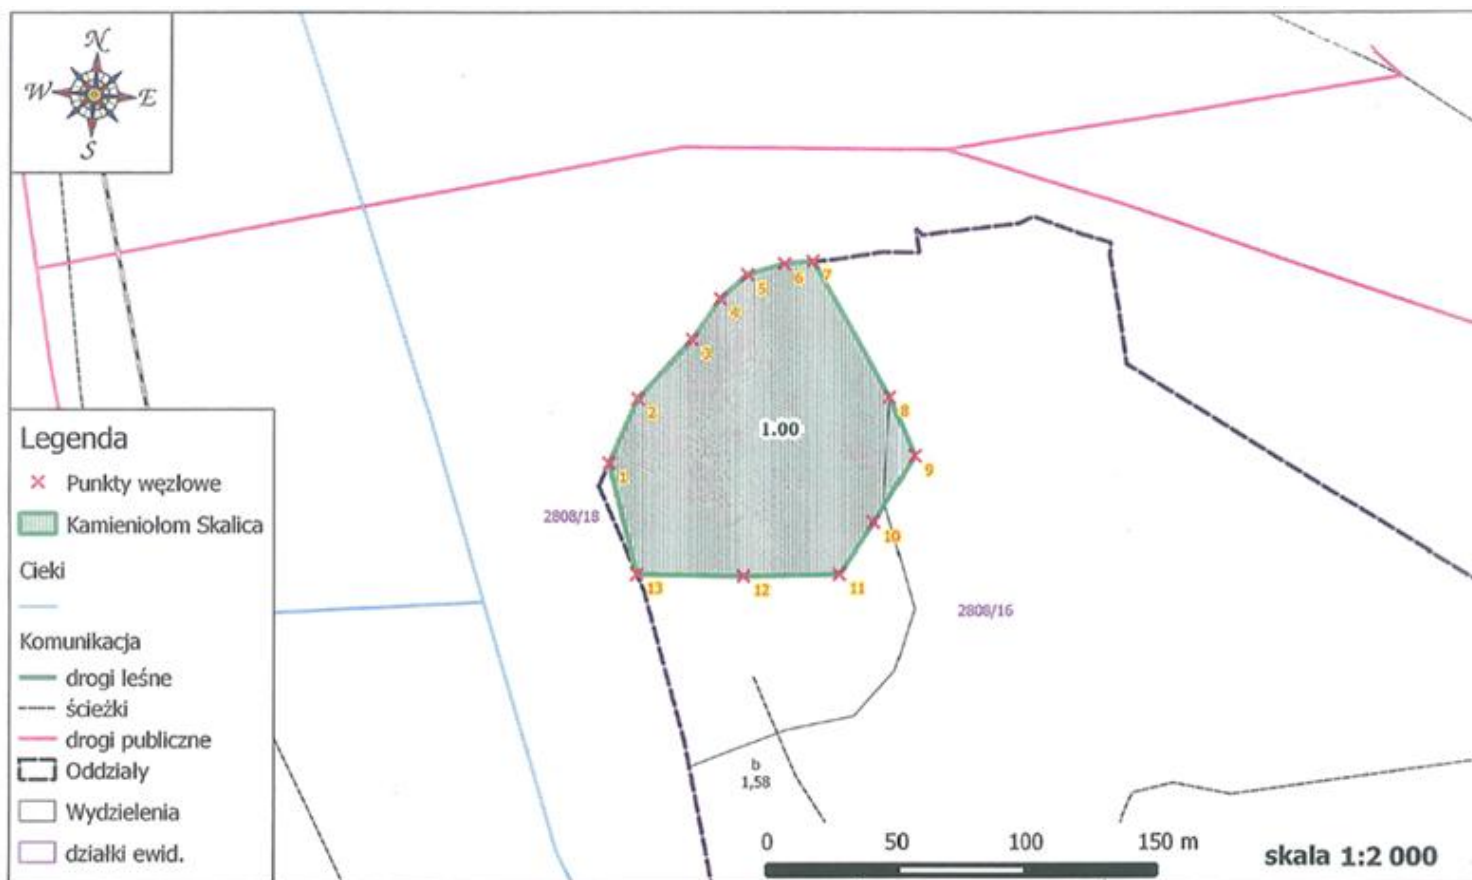 N
W E
S
Legenda
Punkty węzłowe
Kamieniołom Skalica
Cieki
Komunikacja
drogi leśne
ścieżki
drogi publiczne
Oddziały
Wydzielenia
działki ewid.
1
2
3
4
5
6
7
8
9
10
11
12
13
1.00
2808/18
2808/16
b
1,58
0 50 100 150 m
skala 1:2 000